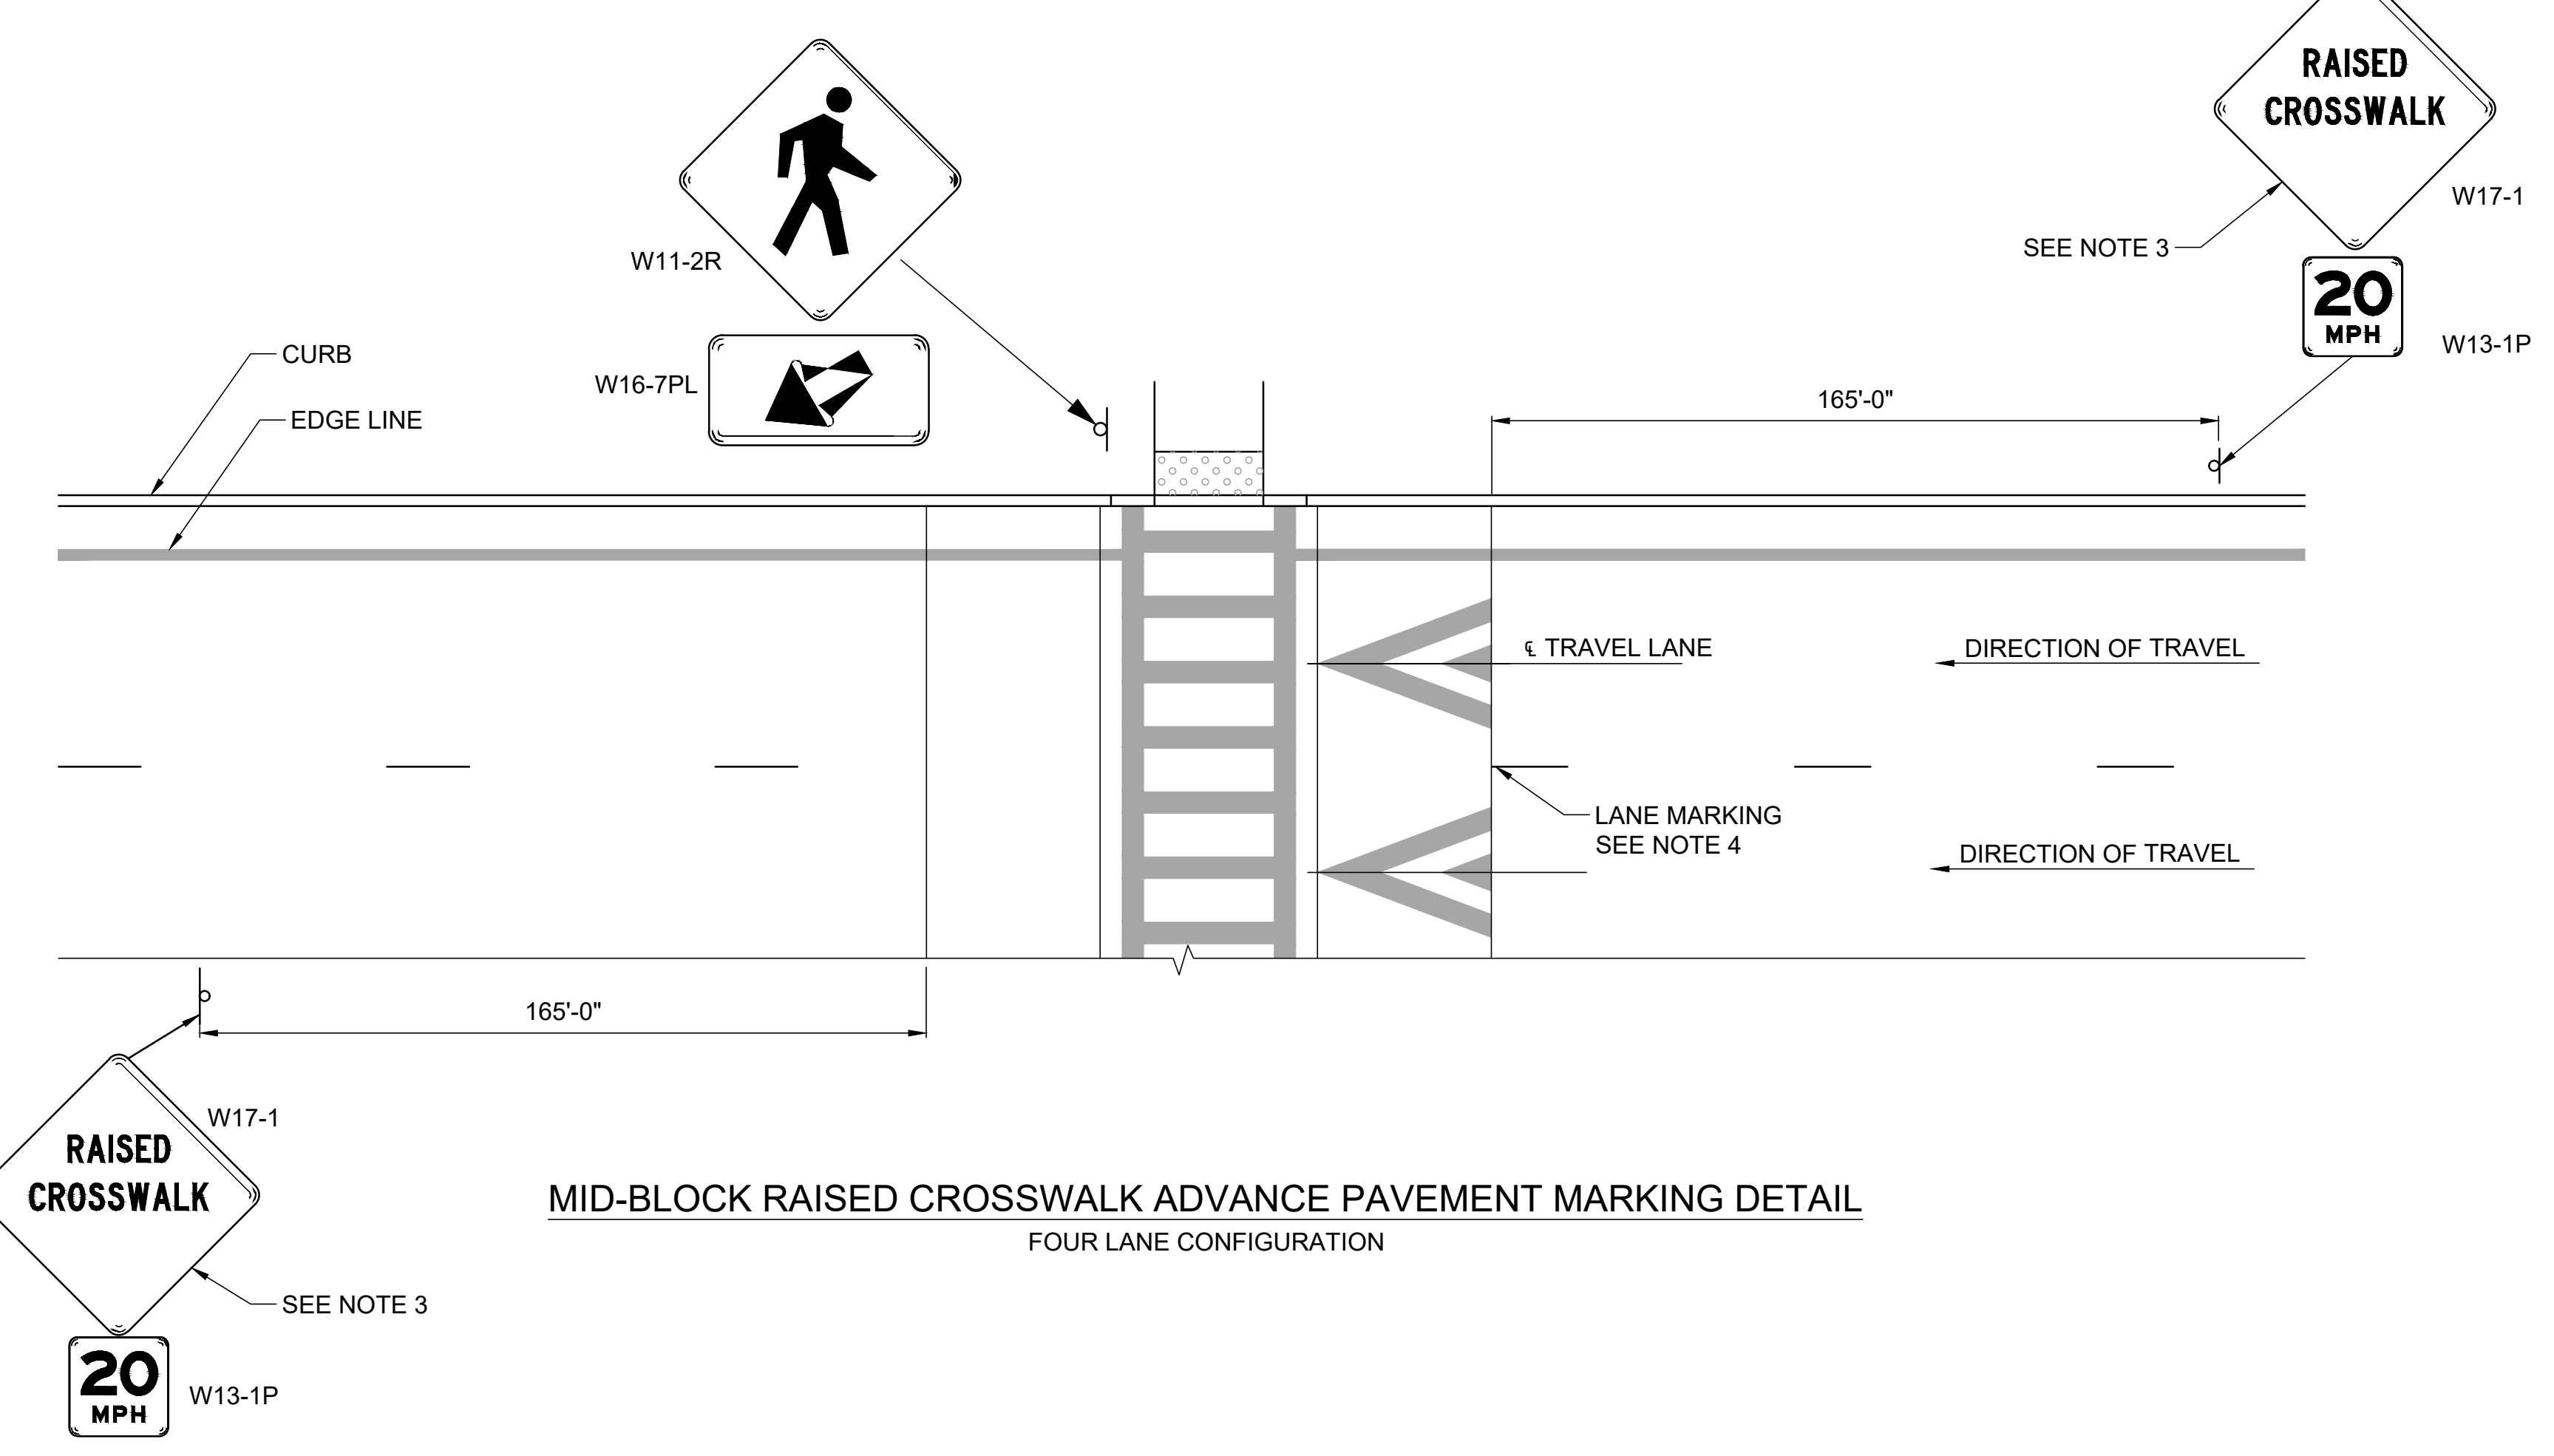 RAISED
CROSSWALK
W17-1
SEE NOTE 3
20
MPH
W13-1P
W11-2R
W16-7PL
CURB
EDGE LINE
165'-0"
℄ TRAVEL LANE
DIRECTION OF TRAVEL
LANE MARKING
SEE NOTE 4
DIRECTION OF TRAVEL
165'-0"
W17-1
RAISED
CROSSWALK
SEE NOTE 3
20
MPH
W13-1P
MID-BLOCK RAISED CROSSWALK ADVANCE PAVEMENT MARKING DETAIL
FOUR LANE CONFIGURATION